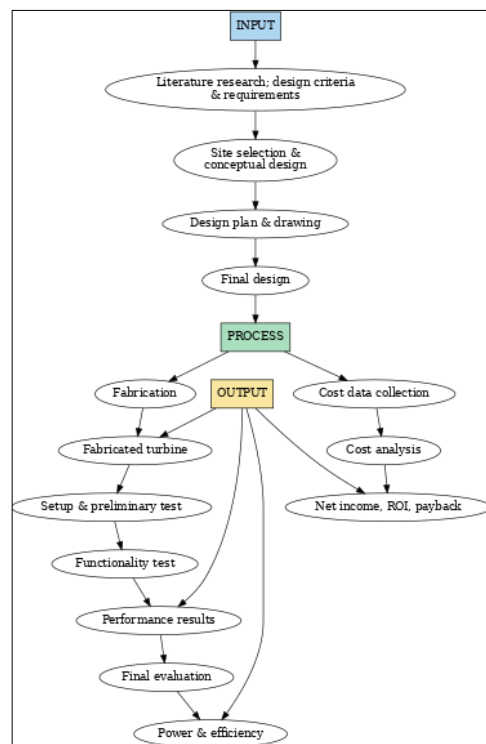 INPUT
Literature research; design criteria
& requirements
Site selection &
conceptual design
Design plan & drawing
Final design
PROCESS
Fabrication
OUTPUT
Cost data collection
Fabricated turbine
Cost analysis
Setup & preliminary test
Net income, ROI, payback
Functionality test
Performance results
Final evaluation
Power & efficiency